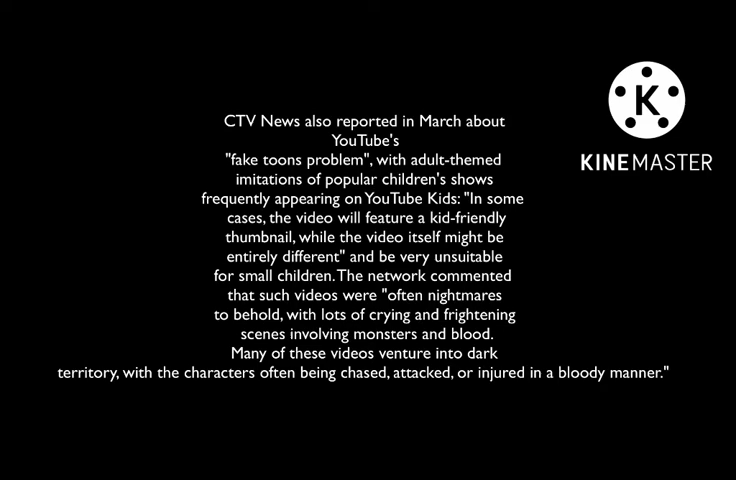 CTV News also reported in March about
YouTube's
"fake toons problem", with adult-themed
imitations of popular children's shows
frequently appearing on YouTube Kids: "In some
cases, the video will feature a kid-friendly
thumbnail, while the video itself might be
entirely different" and be very unsuitable
for small children. The network commented
that such videos were "often nightmares
to behold, with lots of crying and frightening
scenes involving monsters and blood.
Many of these videos venture into dark
territory, with the characters often being chased, attacked, or injured in a bloody manner."
K
KINEMASTER